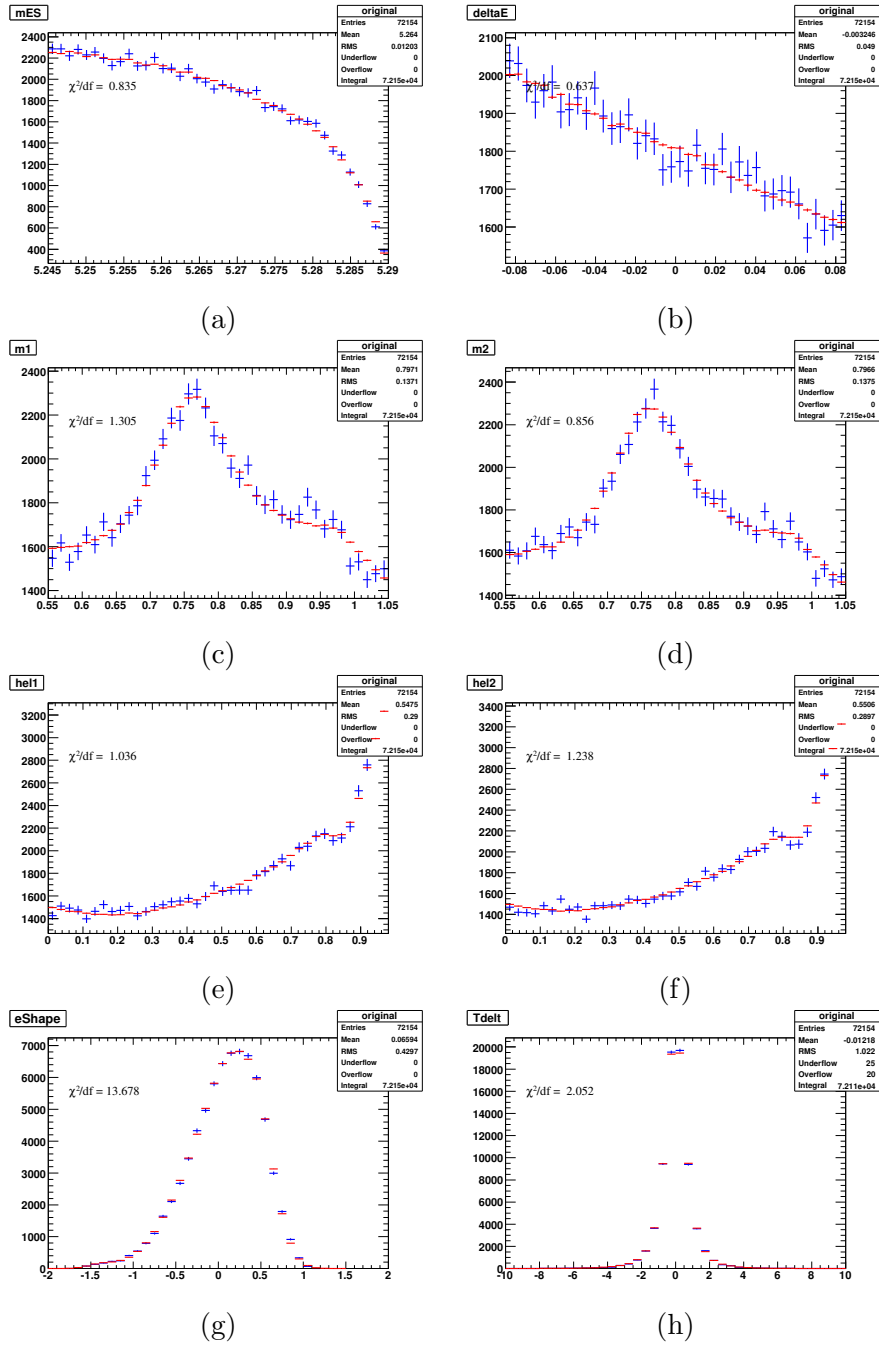 mES
original
Entries 72154
Mean 5.264
RMS 0.01203
Underflow 0
Overflow 0
Integral 7.215e+04
χ²/df = 0.835
2400
2200
2000
1800
1600
1400
1200
1000
800
600
400
5.245 5.25 5.255 5.26 5.265 5.27 5.275 5.28 5.285 5.29
(a)
deltaE
original
Entries 72154
Mean -0.003246
RMS 0.049
Underflow 0
Overflow 0
Integral 7.215e+04
χ²/df = 0.637
2100
2000
1900
1800
1700
1600
-0.08 -0.06 -0.04 -0.02 0 0.02 0.04 0.06 0.08
(b)
m1
original
Entries 72154
Mean 0.7971
RMS 0.1371
Underflow 0
Overflow 0
Integral 7.215e+04
χ²/df = 1.305
2400
2200
2000
1800
1600
1400
0.55 0.6 0.65 0.7 0.75 0.8 0.85 0.9 0.95 1 1.05
(c)
m2
original
Entries 72154
Mean 0.7966
RMS 0.1375
Underflow 0
Overflow 0
Integral 7.215e+04
χ²/df = 0.856
2400
2200
2000
1800
1600
1400
0.55 0.6 0.65 0.7 0.75 0.8 0.85 0.9 0.95 1 1.05
(d)
hel1
original
Entries 72154
Mean 0.5475
RMS 0.29
Underflow 0
Overflow 0
Integral 7.215e+04
χ²/df = 1.036
3200
3000
2800
2600
2400
2200
2000
1800
1600
1400
0 0.1 0.2 0.3 0.4 0.5 0.6 0.7 0.8 0.9
(e)
hel2
original
Entries 72154
Mean 0.5506
RMS 0.2897
Underflow 0
Overflow 0
Integral 7.215e+04
χ²/df = 1.238
3400
3200
3000
2800
2600
2400
2200
2000
1800
1600
1400
0 0.1 0.2 0.3 0.4 0.5 0.6 0.7 0.8 0.9
(f)
eShape
original
Entries 72154
Mean 0.06594
RMS 0.4297
Underflow 0
Overflow 0
Integral 7.215e+04
χ²/df = 13.678
7000
6000
5000
4000
3000
2000
1000
0
-2 -1.5 -1 -0.5 0 0.5 1 1.5 2
(g)
Tdelt
original
Entries 72154
Mean -0.01218
RMS 1.022
Underflow 25
Overflow 20
Integral 7.211e+04
χ²/df = 2.052
20000
18000
16000
14000
12000
10000
8000
6000
4000
2000
0
-10 -8 -6 -4 -2 0 2 4 6 8 10
(h)